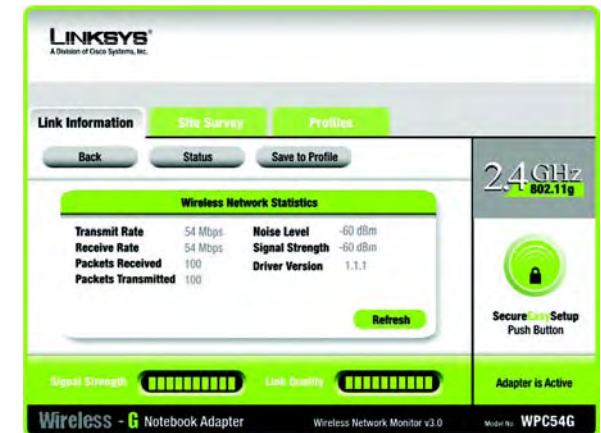 LINKSYS®
A Division of Cisco Systems, Inc.
Link Information Site Survey Profiles
Back Status Save to Profile
2.4 GHz
802.11g
Wireless Network Statistics
Transmit Rate 54 Mbps Noise Level -60 dBm
Receive Rate 54 Mbps Signal Strength -60 dBm
Packets Received 100 Driver Version 1.1.1
Packets Transmitted 100
Refresh
SecureEasySetup
Push Button
Signal Strength Link Quality Adapter is Active
Wireless - G Notebook Adapter Wireless Network Monitor v3.0 Model No. WPC54G